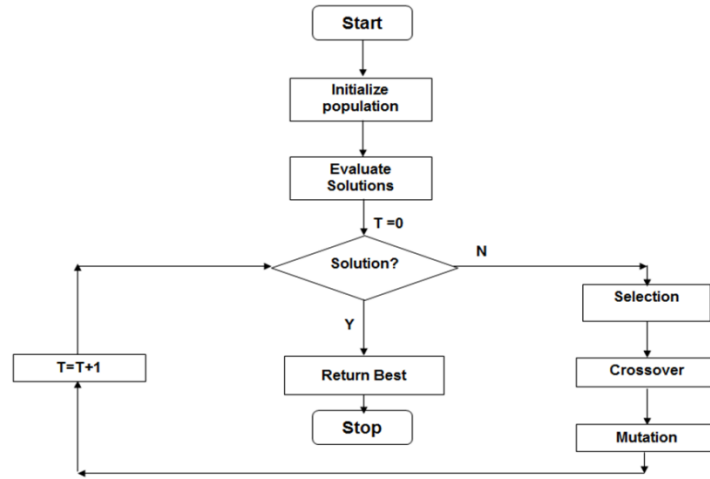 Start
Initialize
population
Evaluate
Solutions
T =0
Solution?
N
Selection
Y
T=T+1
Return Best
Crossover
Stop
Mutation